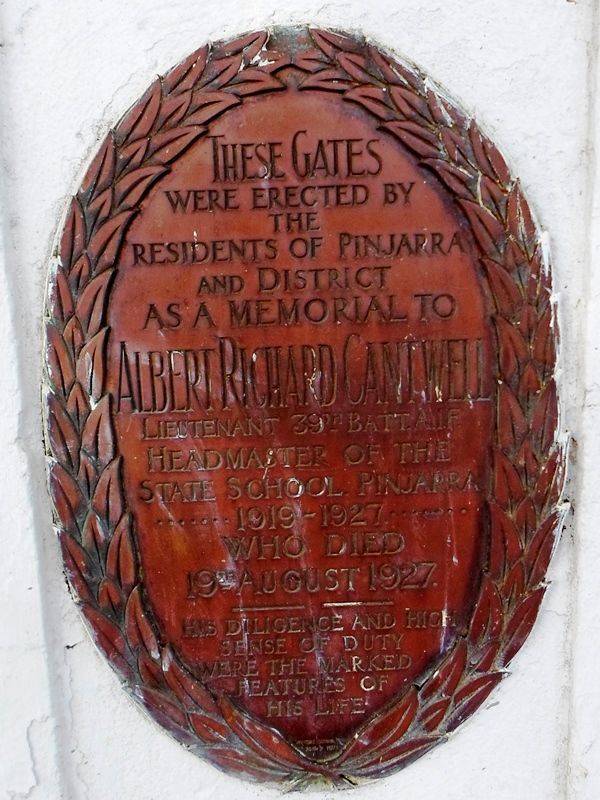 THESE GATES
WERE ERECTED BY
THE
RESIDENTS OF PINJARRA
AND DISTRICT
AS A MEMORIAL TO
ALBERT RICHARD CANTWELL
LIEUTENANT 39TH BATT. A.I.F
HEADMASTER OF THE
STATE SCHOOL PINJARRA
........1919-1927........
WHO DIED
19TH AUGUST 1927.
HIS DILIGENCE AND HIGH
SENSE OF DUTY
WERE THE MARKED
FEATURES OF
HIS LIFE